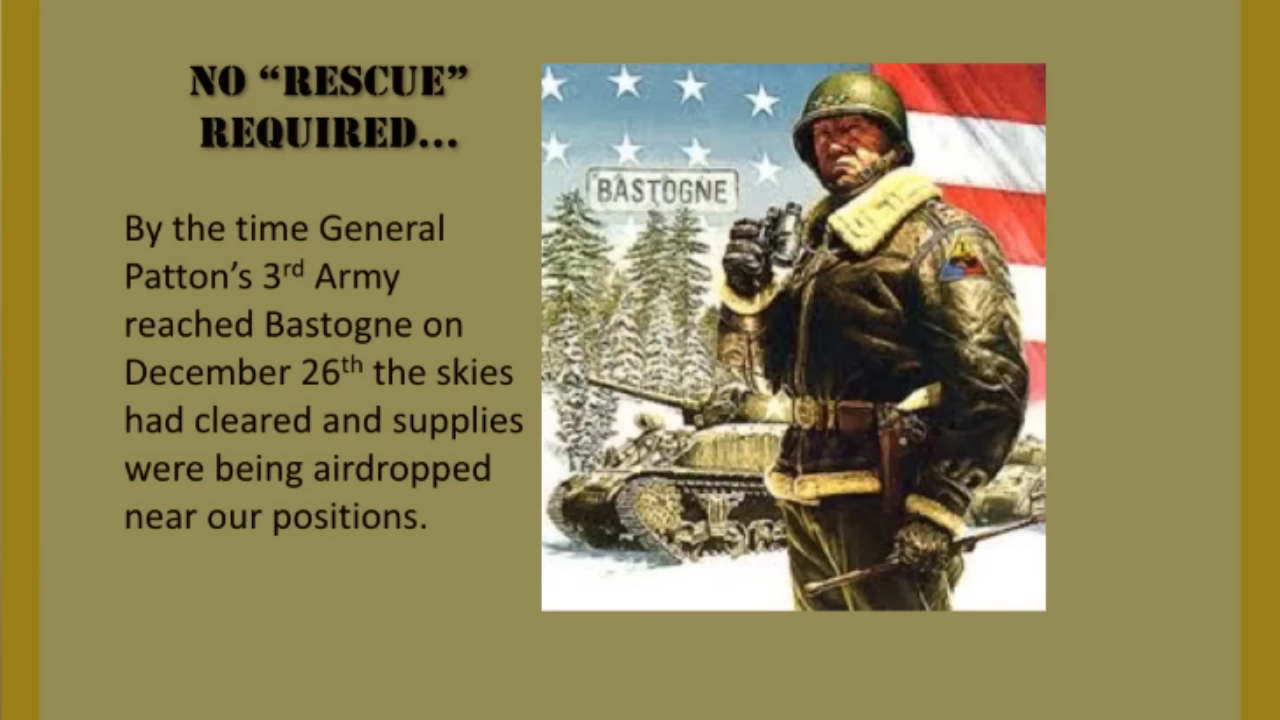 NO “RESCUE”
REQUIRED...
By the time General
Patton’s 3rd Army
reached Bastogne on
December 26th the skies
had cleared and supplies
were being airdropped
near our positions.
BASTOGNE